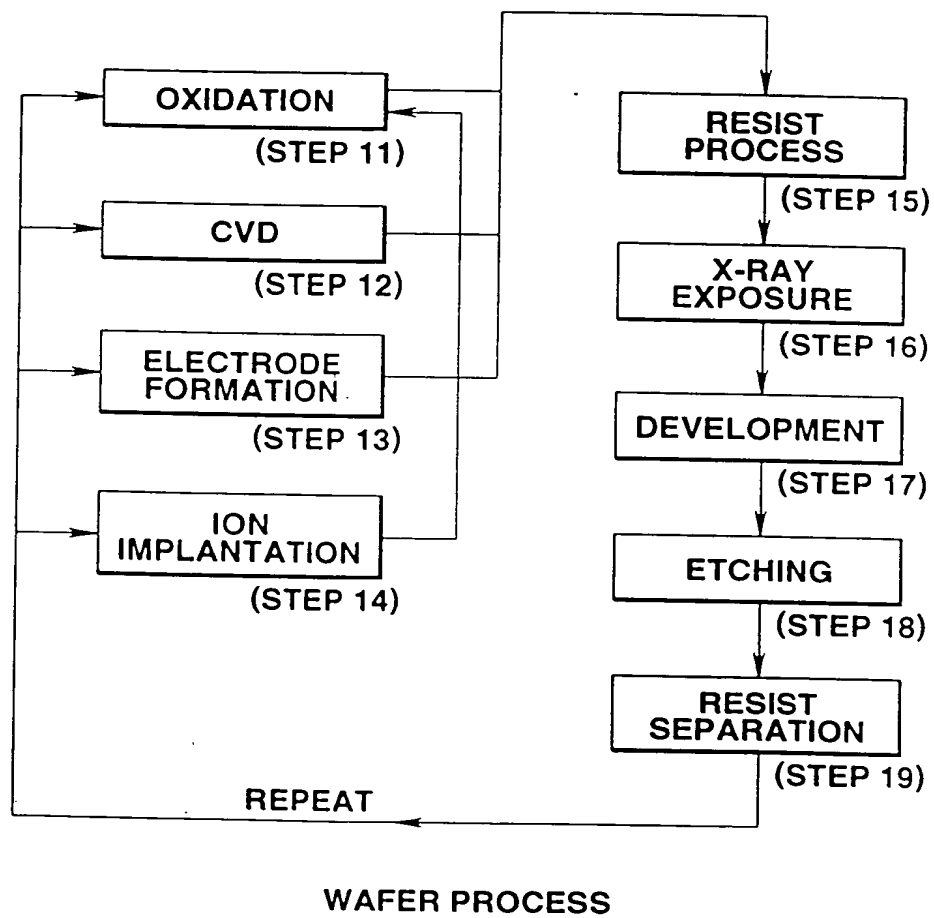 OXIDATION
(STEP 11)
CVD
(STEP 12)
ELECTRODE
FORMATION
(STEP 13)
ION
IMPLANTATION
(STEP 14)
RESIST
PROCESS
(STEP 15)
X-RAY
EXPOSURE
(STEP 16)
DEVELOPMENT
(STEP 17)
ETCHING
(STEP 18)
RESIST
SEPARATION
(STEP 19)
REPEAT
WAFER PROCESS